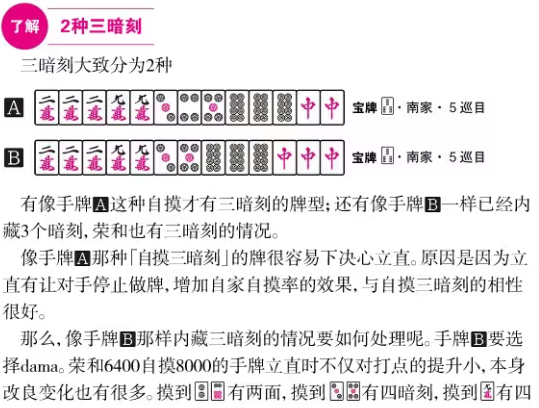 了解 2种三暗刻
三暗刻大致分为2种
A 二萬 二萬 二萬 九萬 九萬 中 中 宝牌 · 南家 · 5巡目
B 二萬 二萬 二萬 九萬 九萬 中 中 中 宝牌 · 南家 · 5巡目
有像手牌A这种自摸才有三暗刻的牌型;还有像手牌B一样已经内
藏3个暗刻,荣和也有三暗刻的情况。
像手牌A那种「自摸三暗刻」的牌很容易下决心立直。原因是因为立
直有让对手停止做牌,增加自家自摸率的效果,与自摸三暗刻的相性
很好。
那么,像手牌B那样内藏三暗刻的情况要如何处理呢。手牌B要选
择dama。荣和6400自摸8000的手牌立直时不仅对打点的提升小,本身
改良变化也有很多。摸到有两面,摸到有四暗刻,摸到九萬有四